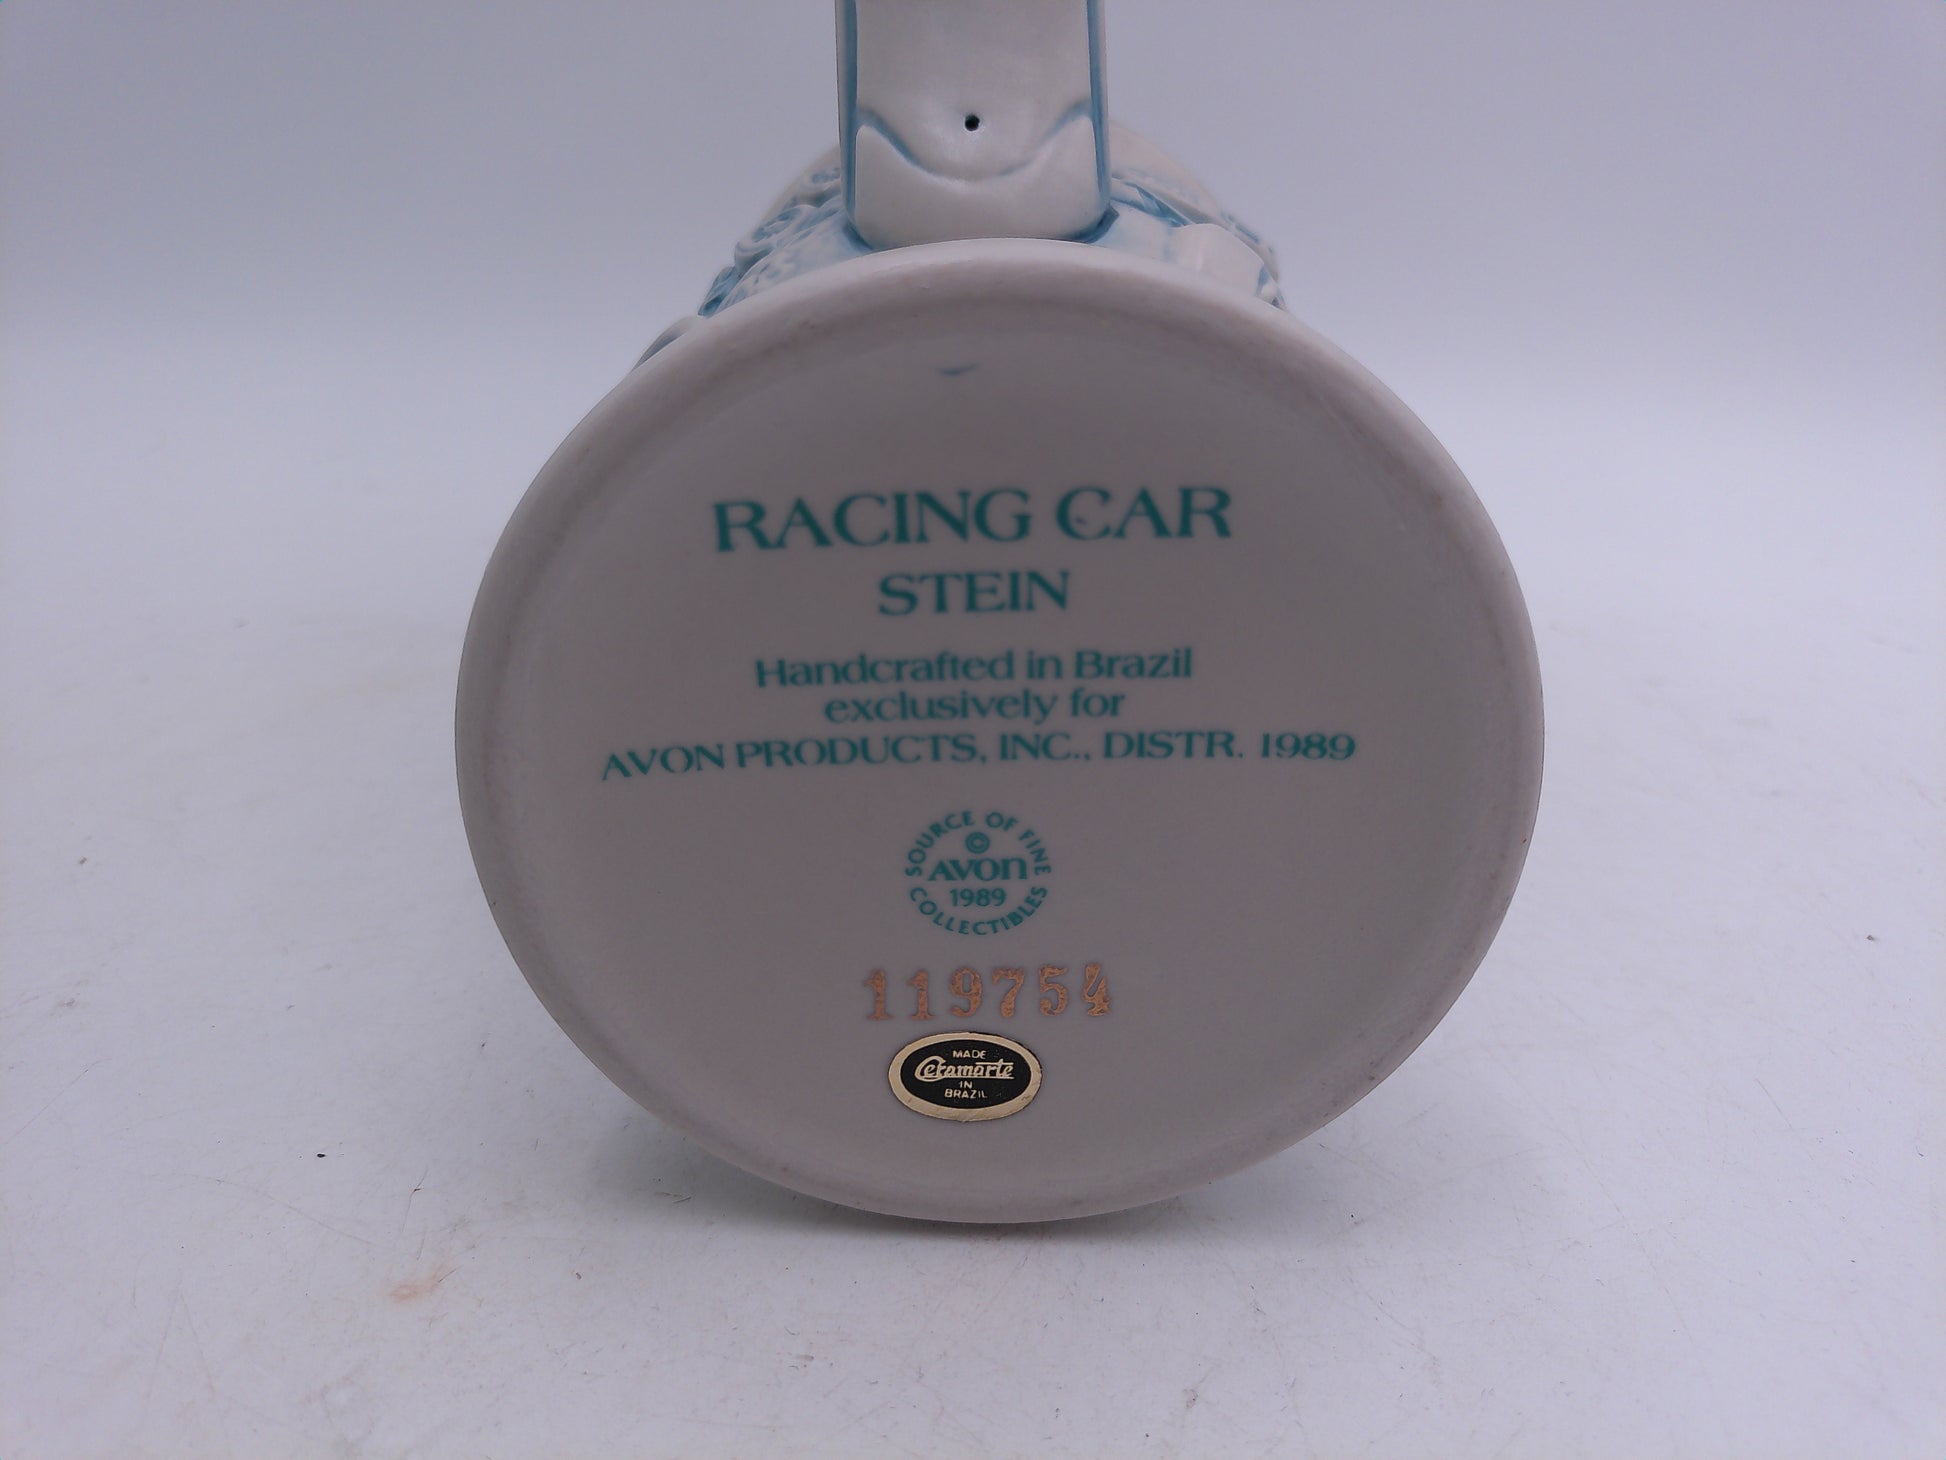 RACING CAR
STEIN
Handcrafted in Brazil
exclusively for
AVON PRODUCTS, INC., DISTR. 1989
SOURCE OF FINE
©
AVON
1989
COLLECTIBLES
119754
MADE
Ceramarte
IN
BRAZIL